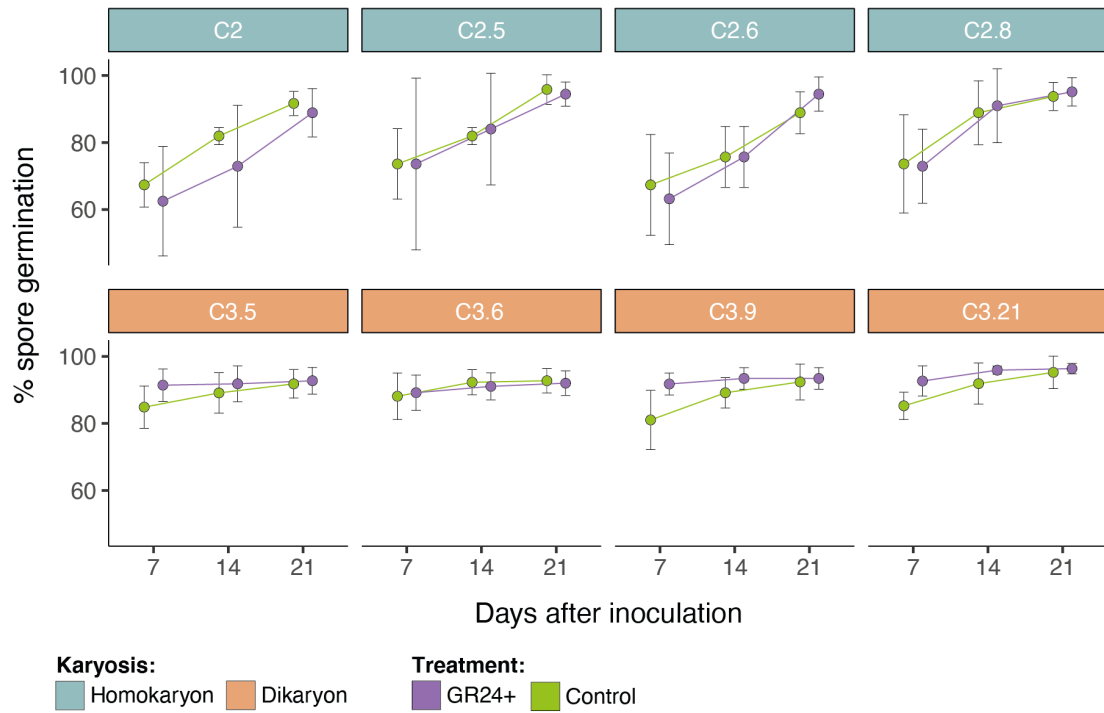 C2 C2.5 C2.6 C2.8
100
80
60
% spore germination
C3.5 C3.6 C3.9 C3.21
100
80
60
7 14 21 7 14 21 7 14 21 7 14 21
Days after inoculation
Karyosis: Treatment:
Homokaryon Dikaryon GR24+ Control